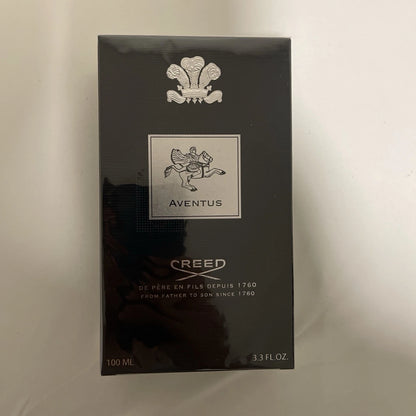 AVENTUS
CREED
DE PÈRE EN FILS DEPUIS 1760
FROM FATHER TO SON SINCE 1760
100 ML 3.3 FL.OZ.